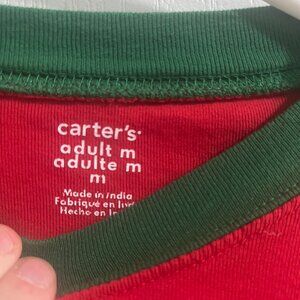 carter's
adult m
adulte m
m
Made in India
Fabriqué en
Hecho en